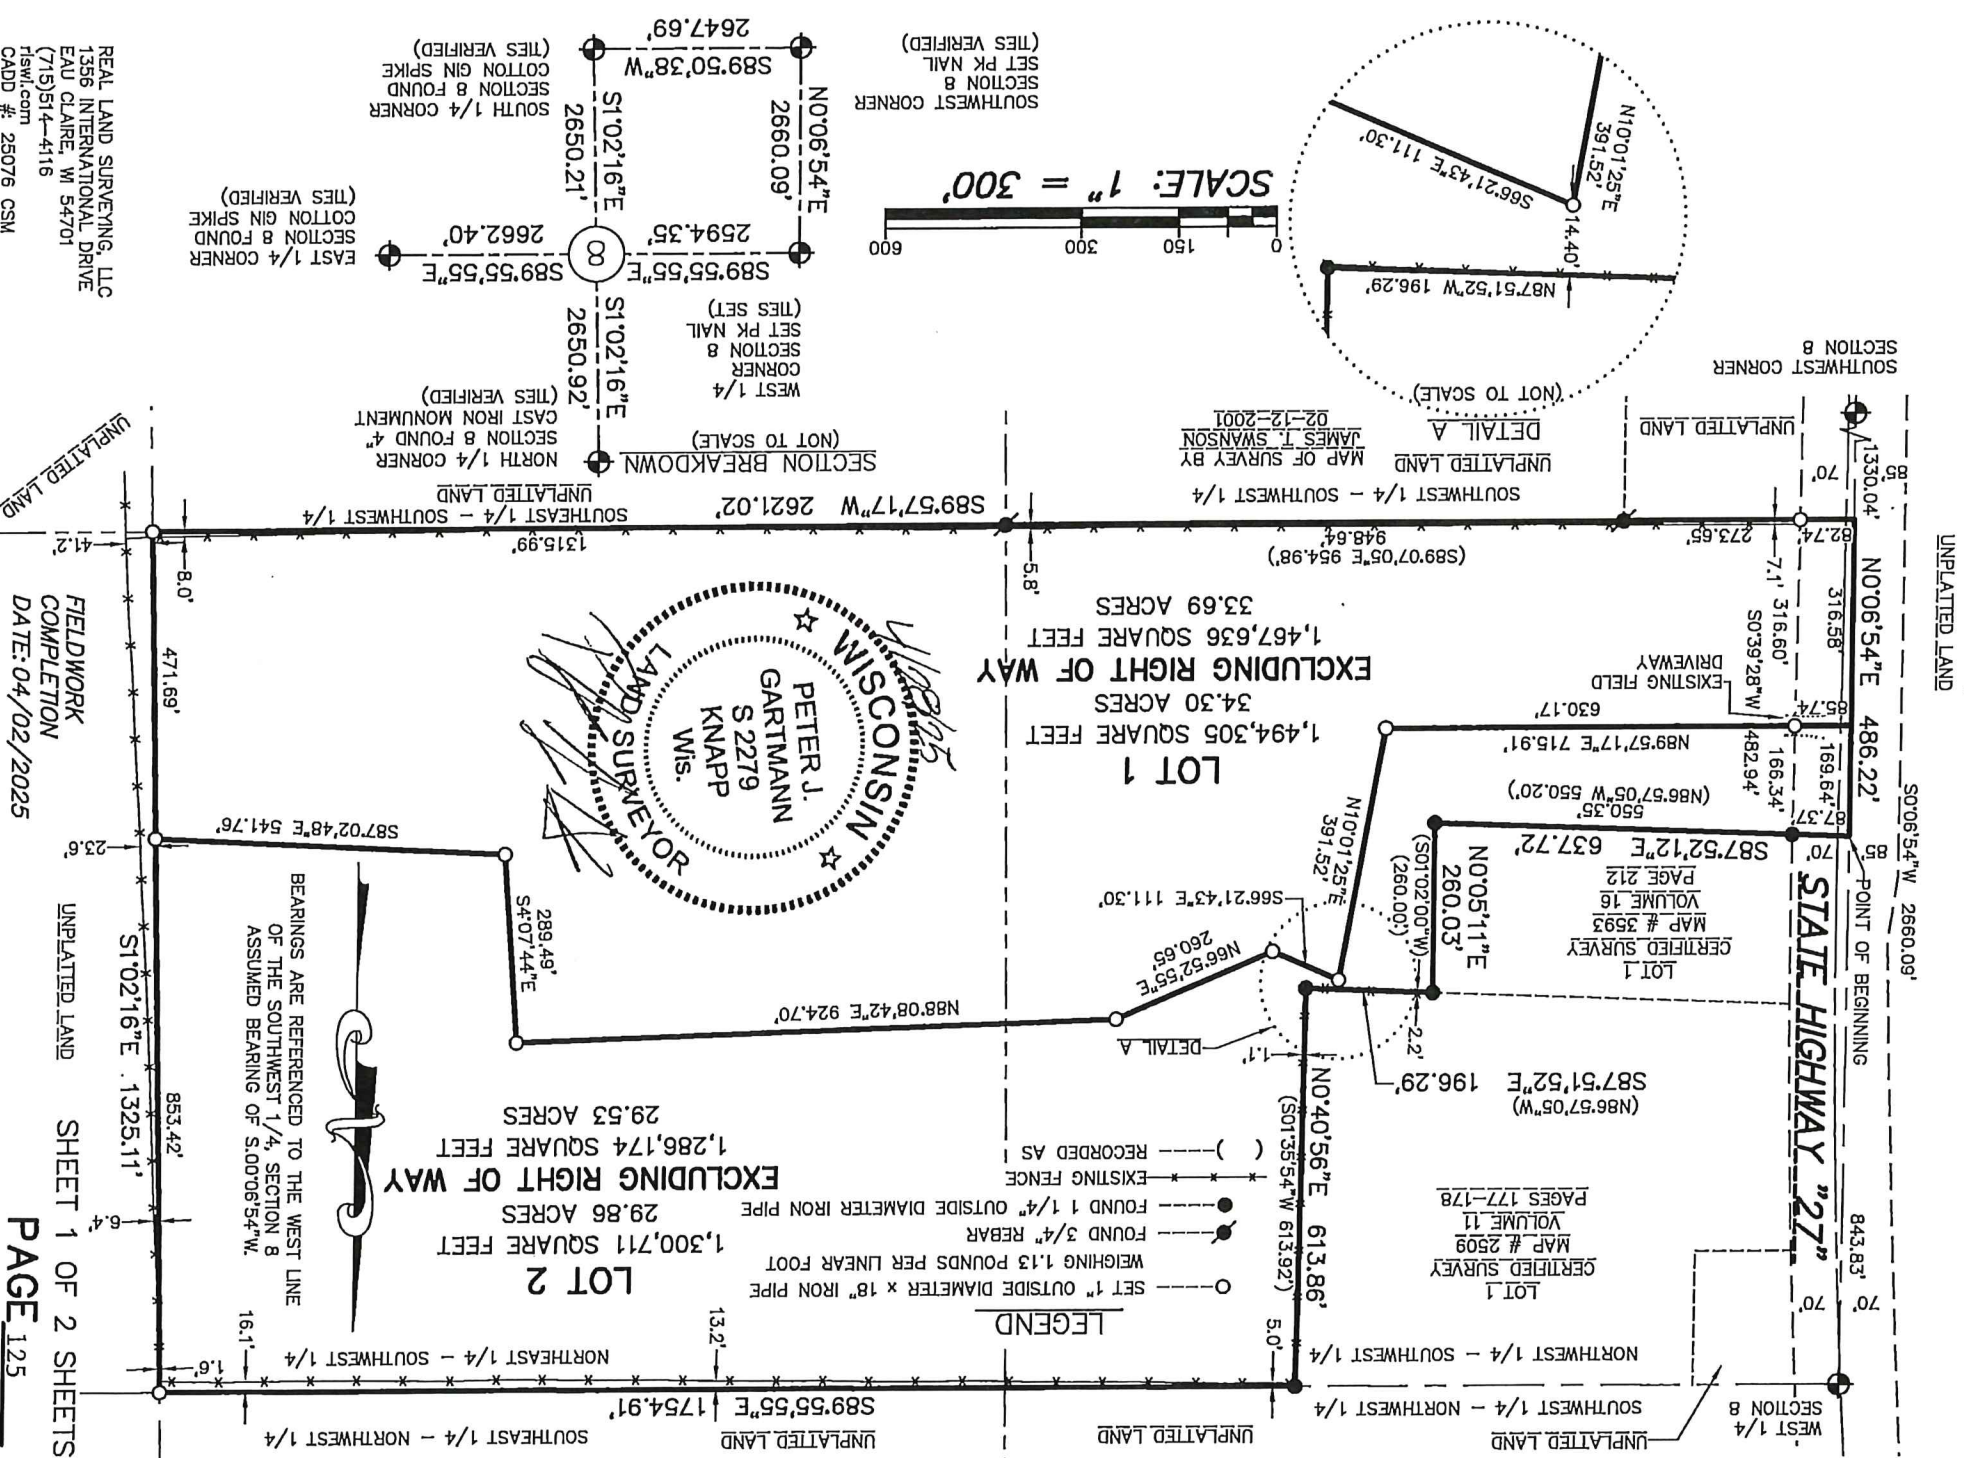 REAL LAND SURVEYING, LLC
1356 INTERNATIONAL DRIVE
EAU CLAIRE, WI 54701
(715)514-4116
rlswi.com
CADD #: 25076 CSM
SOUTH 1/4 CORNER
SECTION 8 FOUND
COTTON GIN SPIKE
(TIES VERIFIED)
EAST 1/4 CORNER
SECTION 8 FOUND
COTTON GIN SPIKE
(TIES VERIFIED)
S89°50'38"W
2647.69'
N0°06'54"E
2660.09'
S1°02'16"E
2650.21'
S89°55'55"E
2594.35'
S89°55'55"E
2662.40'
8
S1°02'16"E
2650.92'
SOUTHWEST CORNER
SECTION 8
SET PK NAIL
(TIES VERIFIED)
WEST 1/4
CORNER
SECTION 8
SET PK NAIL
(TIES SET)
NORTH 1/4 CORNER
SECTION 8 FOUND 4"
CAST IRON MONUMENT
(TIES VERIFIED)
SECTION BREAKDOWN
(NOT TO SCALE)
SCALE: 1" = 300'
0 150 300 600
N10°01'25"E
391.52'
S66°21'43"E 111.30'
14.40'
N87°51'52"W 196.29'
DETAIL A
(NOT TO SCALE)
SOUTHWEST CORNER
SECTION 8
UNPLATTED LAND
UNPLATTED LAND
UNPLATTED LAND
MAP OF SURVEY BY
JAMES T. SWANSON
02-12-2001
SOUTHWEST 1/4 - SOUTHWEST 1/4
UNPLATTED LAND
SOUTHEAST 1/4 - SOUTHWEST 1/4
UNPLATTED LAND
S89°57'17"W 2621.02'
1315.99'
948.64'
(S89°07'05"E 954.98')
273.65'
82.74'
1330.04'
85'
70'
41.2'
8.0'
5.8'
7.1'
316.60'
316.58'
S0°39'28"W
482.94'
N0°06'54"E 486.22'
UNPLATTED LAND
S0°06'54"W 2660.09'
EXISTING FIELD
DRIVEWAY
85.74'
630.17'
N89°57'17"E 715.91'
166.34'
169.64'
87.37'
550.35'
(N86°57'05"W 550.20')
S87°52'12"E 637.72'
70'
85'
POINT OF BEGINNING
STATE HIGHWAY "27"
LOT 1
1,494,305 SQUARE FEET
34.30 ACRES
EXCLUDING RIGHT OF WAY
1,467,636 SQUARE FEET
33.69 ACRES
WISCONSIN
LAND SURVEYOR
PETER J.
GARTMANN
S 2279
KNAPP
Wis.
FIELDWORK
COMPLETION
DATE: 04/02/2025
471.69'
S87°02'48"E 541.76'
23.6'
289.49'
S4°07'44"E
N88°08'42"E 924.70'
N66°52'55"E
260.65'
S66°21'43"E 111.30'
N10°01'25"E
391.52'
N0°05'11"E
260.03'
(S01°02'00"W)
(260.00')
LOT 1
CERTIFIED SURVEY
MAP # 3593
VOLUME 16
PAGE 212
DETAIL A
1.1'
2.2'
S87°51'52"E 196.29'
(N86°57'05"W)
N0°40'56"E 613.86'
(S01°35'54"W 613.92')
UNPLATTED LAND
S1°02'16"E 1325.11'
853.42'
6.4'
BEARINGS ARE REFERENCED TO THE WEST LINE
OF THE SOUTHWEST 1/4, SECTION 8
ASSUMED BEARING OF S.00°06'54"W.
LOT 2
1,300,711 SQUARE FEET
29.86 ACRES
EXCLUDING RIGHT OF WAY
1,286,174 SQUARE FEET
29.53 ACRES
LEGEND
SET 1" OUTSIDE DIAMETER x 18" IRON PIPE
WEIGHING 1.13 POUNDS PER LINEAR FOOT
FOUND 3/4" REBAR
FOUND 1 1/4" OUTSIDE DIAMETER IRON PIPE
EXISTING FENCE
( ) RECORDED AS
LOT 1
CERTIFIED SURVEY
MAP # 2509
VOLUME 11
PAGES 177-178
843.83'
70'
70'
5.0'
13.2'
16.1'
1.6'
NORTHWEST 1/4 - SOUTHWEST 1/4
NORTHEAST 1/4 - SOUTHWEST 1/4
S89°55'55"E 1754.91'
SOUTHWEST 1/4 - NORTHWEST 1/4
SOUTHEAST 1/4 - NORTHWEST 1/4
UNPLATTED LAND
UNPLATTED LAND
UNPLATTED LAND
WEST 1/4
SECTION 8
SHEET 1 OF 2 SHEETS
PAGE 125